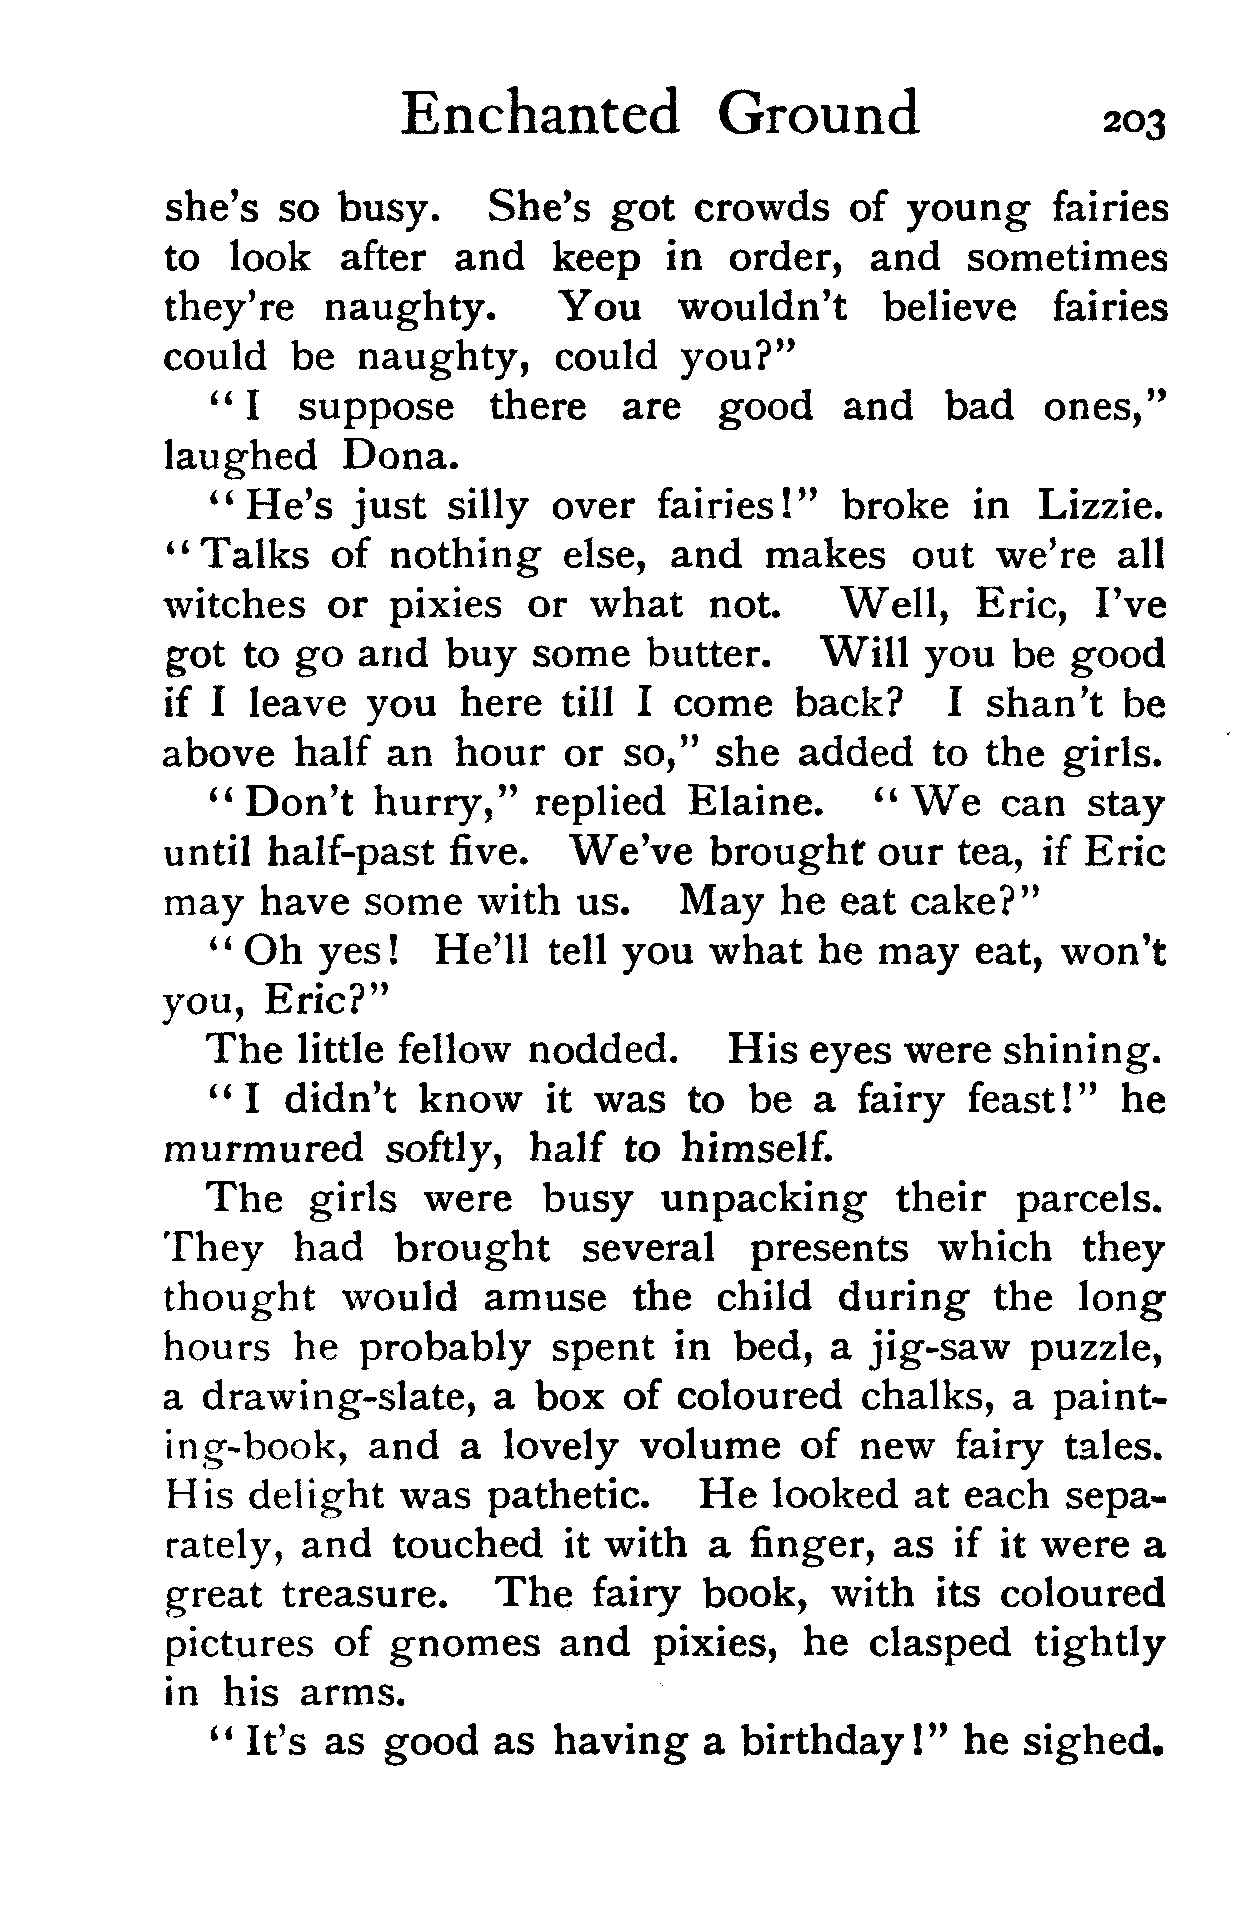 Enchanted Ground 203
she's so busy. She's got crowds of young fairies
to look after and keep in order, and sometimes
they're naughty. You wouldn't believe fairies
could be naughty, could you?"
"I suppose there are good and bad ones,"
laughed Dona.
"He's just silly over fairies!" broke in Lizzie.
"Talks of nothing else, and makes out we're all
witches or pixies or what not. Well, Eric, I've
got to go and buy some butter. Will you be good
if I leave you here till I come back? I shan't be
above half an hour or so," she added to the girls.
"Don't hurry," replied Elaine. "We can stay
until half-past five. We've brought our tea, if Eric
may have some with us. May he eat cake?"
"Oh yes! He'll tell you what he may eat, won't
you, Eric?"
The little fellow nodded. His eyes were shining.
"I didn't know it was to be a fairy feast!" he
murmured softly, half to himself.
The girls were busy unpacking their parcels.
They had brought several presents which they
thought would amuse the child during the long
hours he probably spent in bed, a jig-saw puzzle,
a drawing-slate, a box of coloured chalks, a paint-
ing-book, and a lovely volume of new fairy tales.
His delight was pathetic. He looked at each sepa-
rately, and touched it with a finger, as if it were a
great treasure. The fairy book, with its coloured
pictures of gnomes and pixies, he clasped tightly
in his arms.
"It's as good as having a birthday!" he sighed.